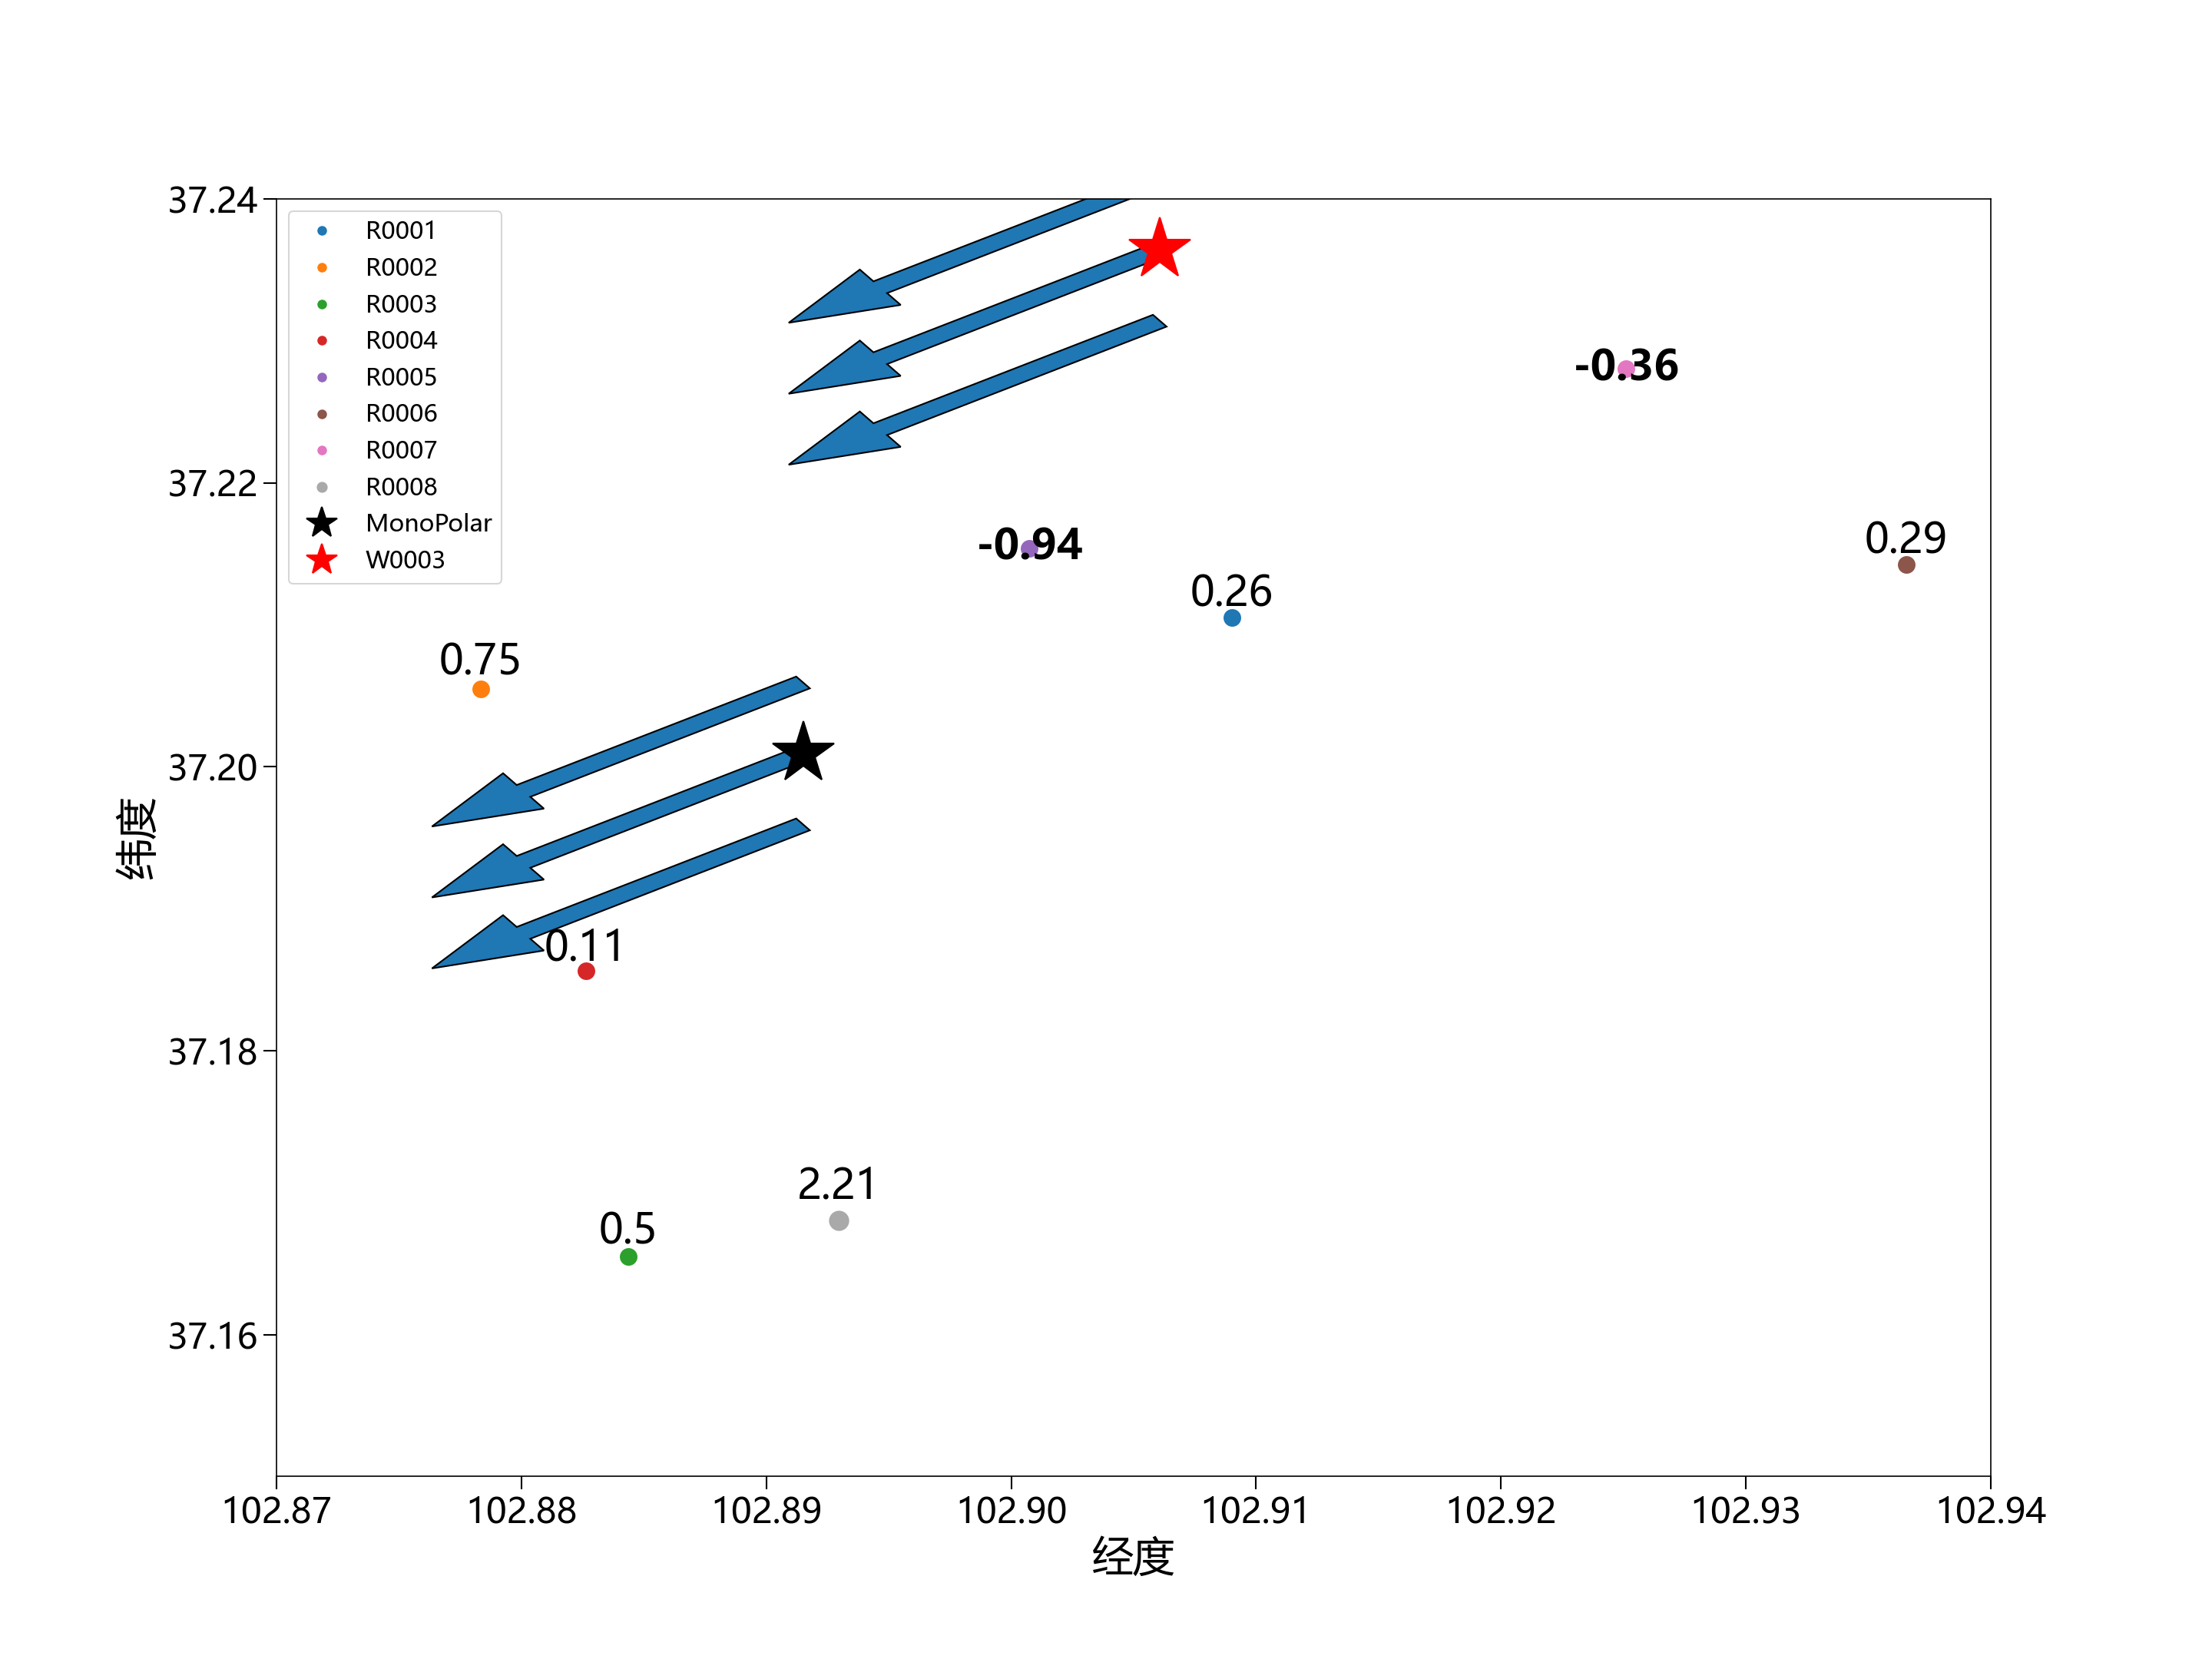 37.24
37.22
37.20
37.18
37.16
纬度
R0001
R0002
R0003
R0004
R0005
R0006
R0007
R0008
MonoPolar
W0003
-0.36
-0.94
0.29
0.26
0.75
0.11
2.21
0.5
102.87 102.88 102.89 102.90 102.91 102.92 102.93 102.94
经度